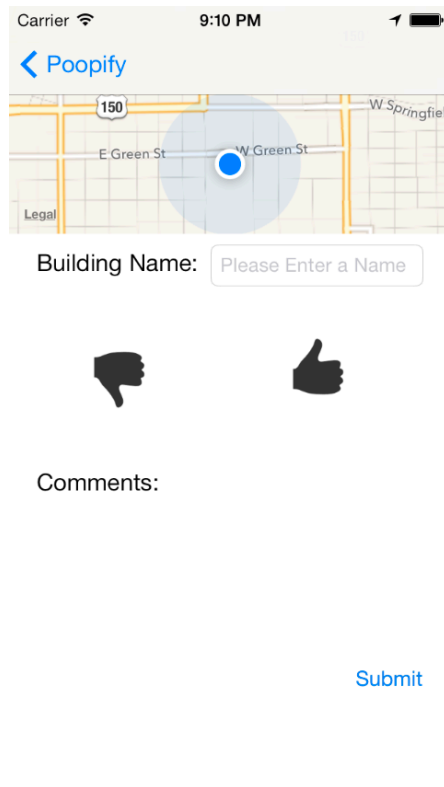 Carrier 9:10 PM
Poopify
150
W Springfie
E Green St
W Green St
Legal
Building Name: Please Enter a Name
Comments:
Submit